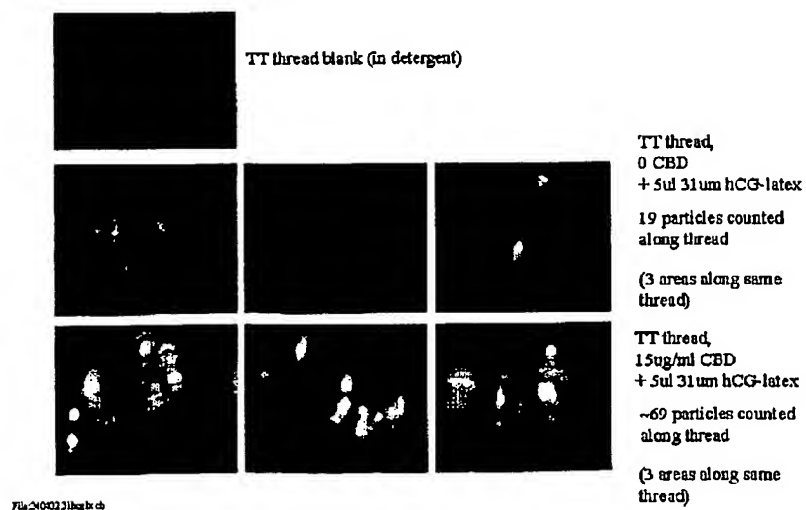 TT thread blank (in detergent)
TT thread,
0 CBD
+ 5ul 31um hCG-latex
19 particles counted
along thread
(3 areas along same
thread)
TT thread,
15ug/ml CBD
+ 5ul 31um hCG-latex
~69 particles counted
along thread
(3 areas along same
thread)